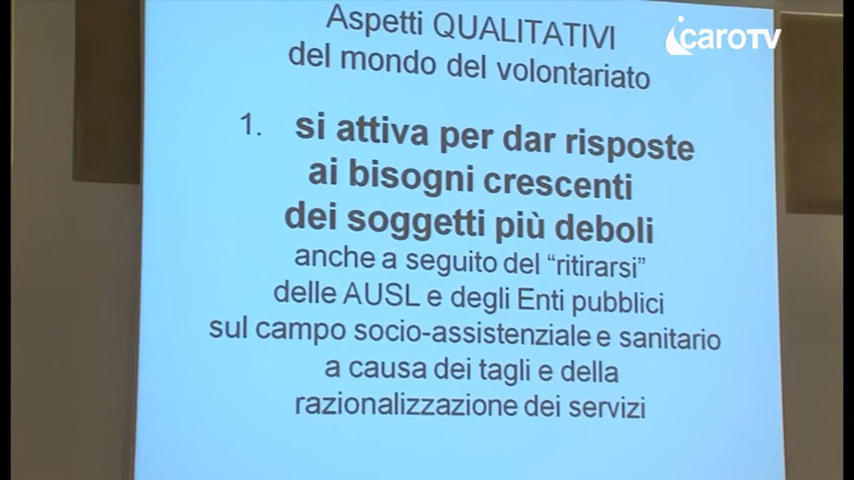 Aspetti QUALITATIVI
del mondo del volontariato
1. si attiva per dar risposte
ai bisogni crescenti
dei soggetti più deboli
anche a seguito del “ritirarsi”
delle AUSL e degli Enti pubblici
sul campo socio-assistenziale e sanitario
a causa dei tagli e della
razionalizzazione dei servizi
icaroTV